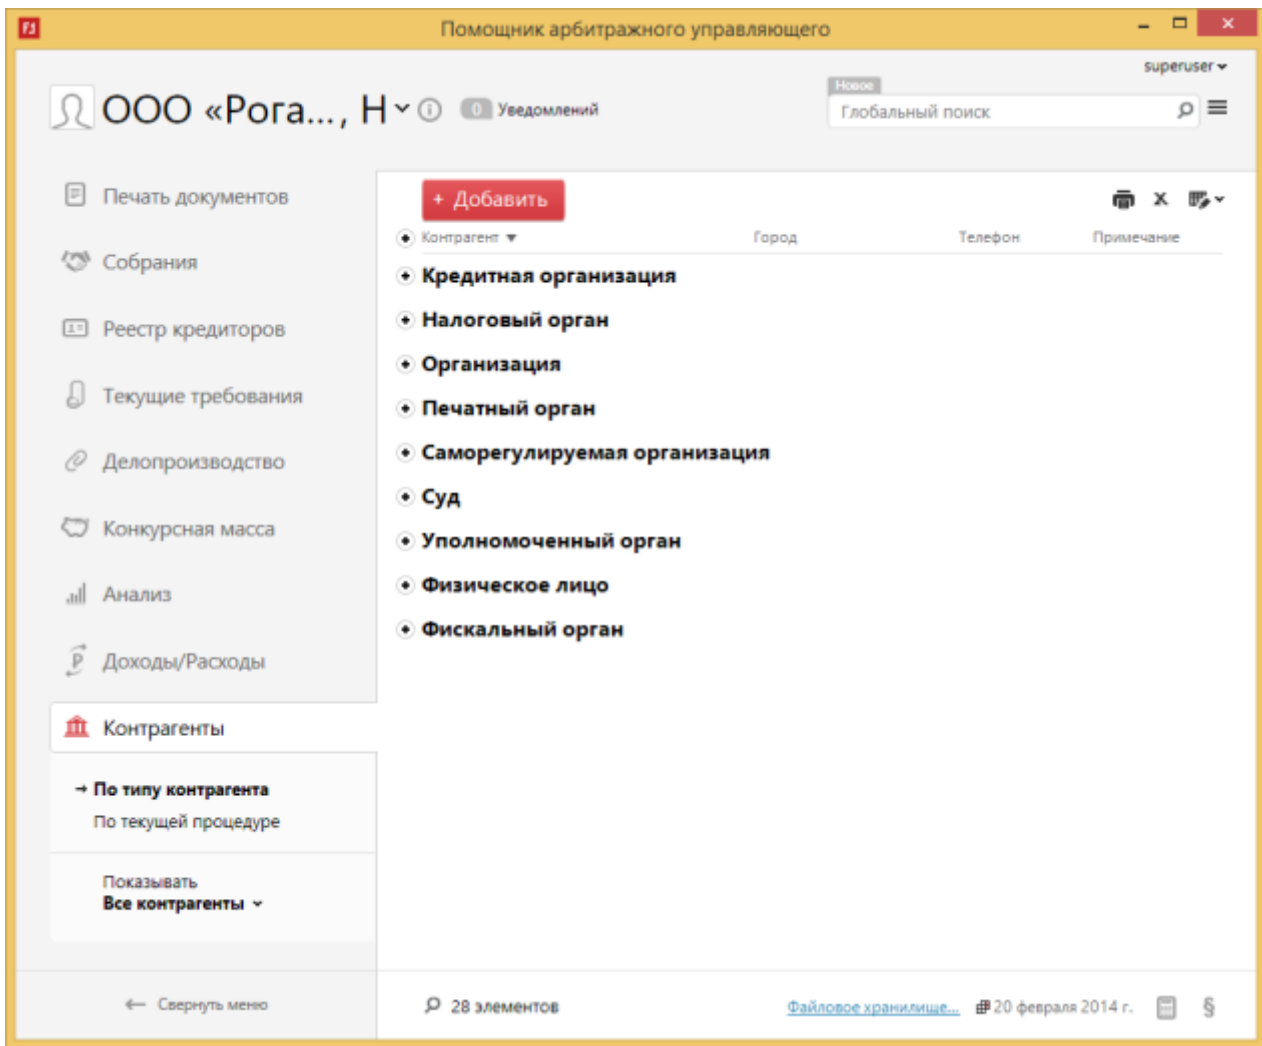 Помощник арбитражного управляющего
superuser
ООО «Рога..., Н
0 Уведомлений
Новое
Глобальный поиск
Печать документов
Собрания
Реестр кредиторов
Текущие требования
Делопроизводство
Конкурсная масса
Анализ
Доходы/Расходы
Контрагенты
→ По типу контрагента
По текущей процедуре
Показывать
Все контрагенты
← Свернуть меню
+ Добавить
Контрагент ▼ Город Телефон Примечание
Кредитная организация
Налоговый орган
Организация
Печатный орган
Саморегулируемая организация
Суд
Уполномоченный орган
Физическое лицо
Фискальный орган
28 элементов
Файловое хранилище...
20 февраля 2014 г.
§